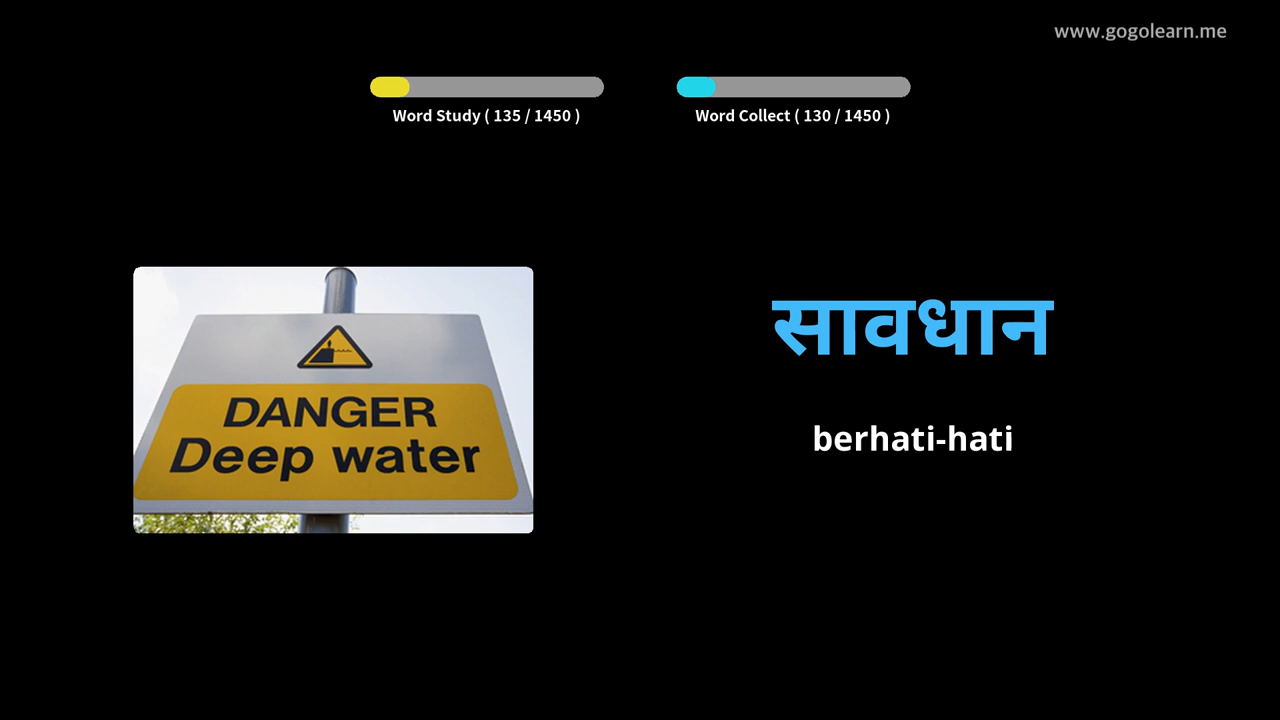 www.gogolearn.me
Word Study ( 135 / 1450 )
Word Collect ( 130 / 1450 )
DANGER
Deep water
सावधान
berhati-hati